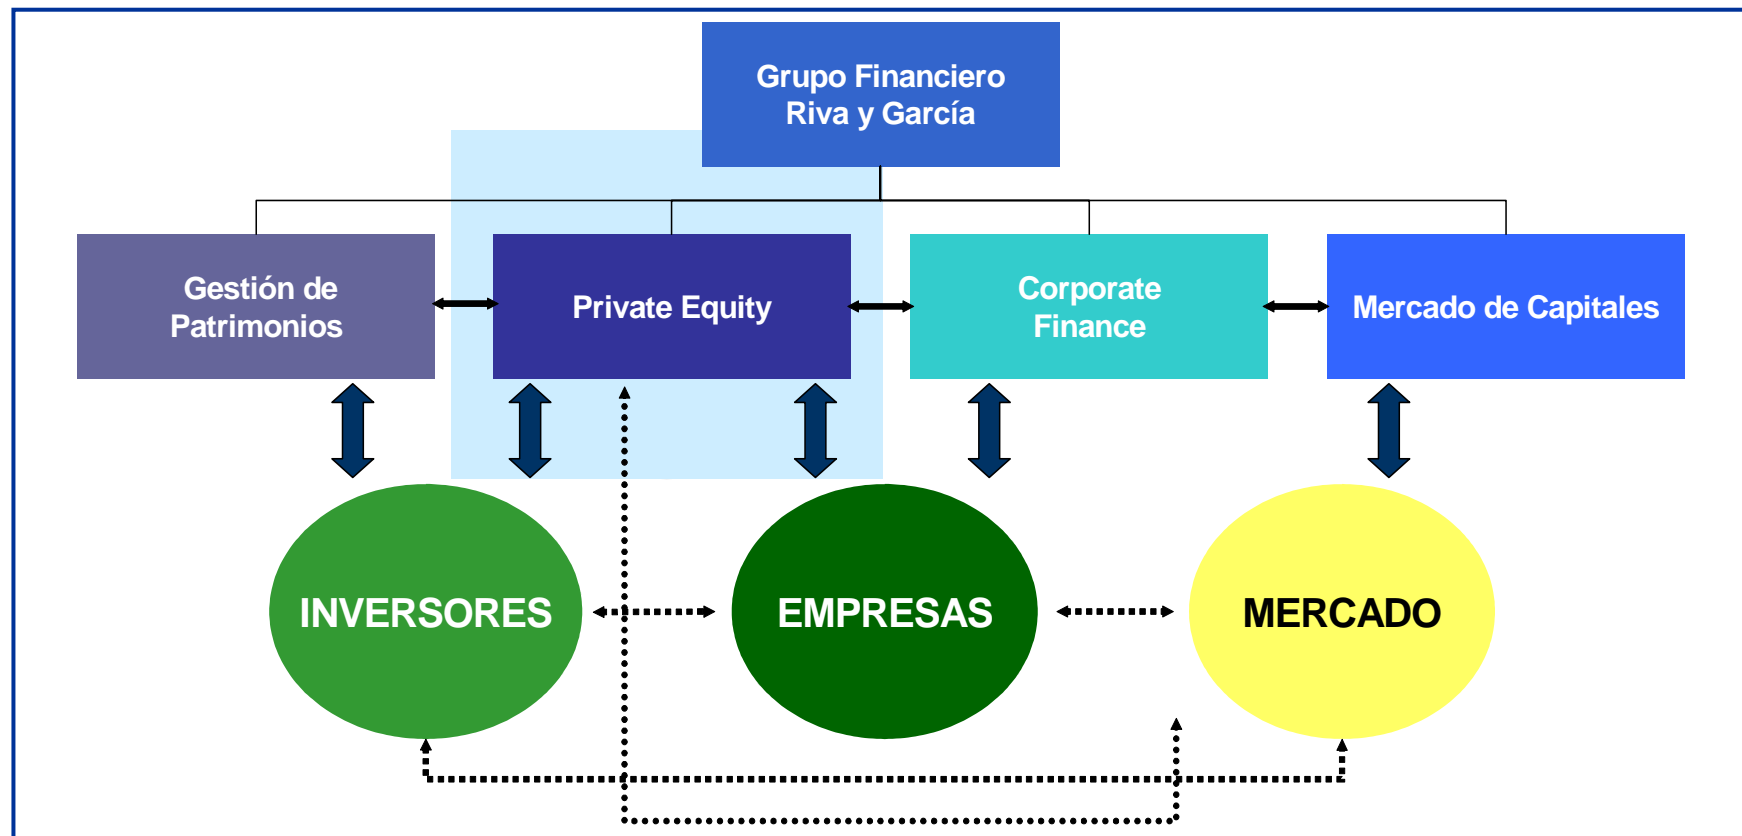 Grupo Financiero
Riva y García
Gestión de
Patrimonios
Private Equity
Corporate
Finance
Mercado de Capitales
INVERSORES
EMPRESAS
MERCADO